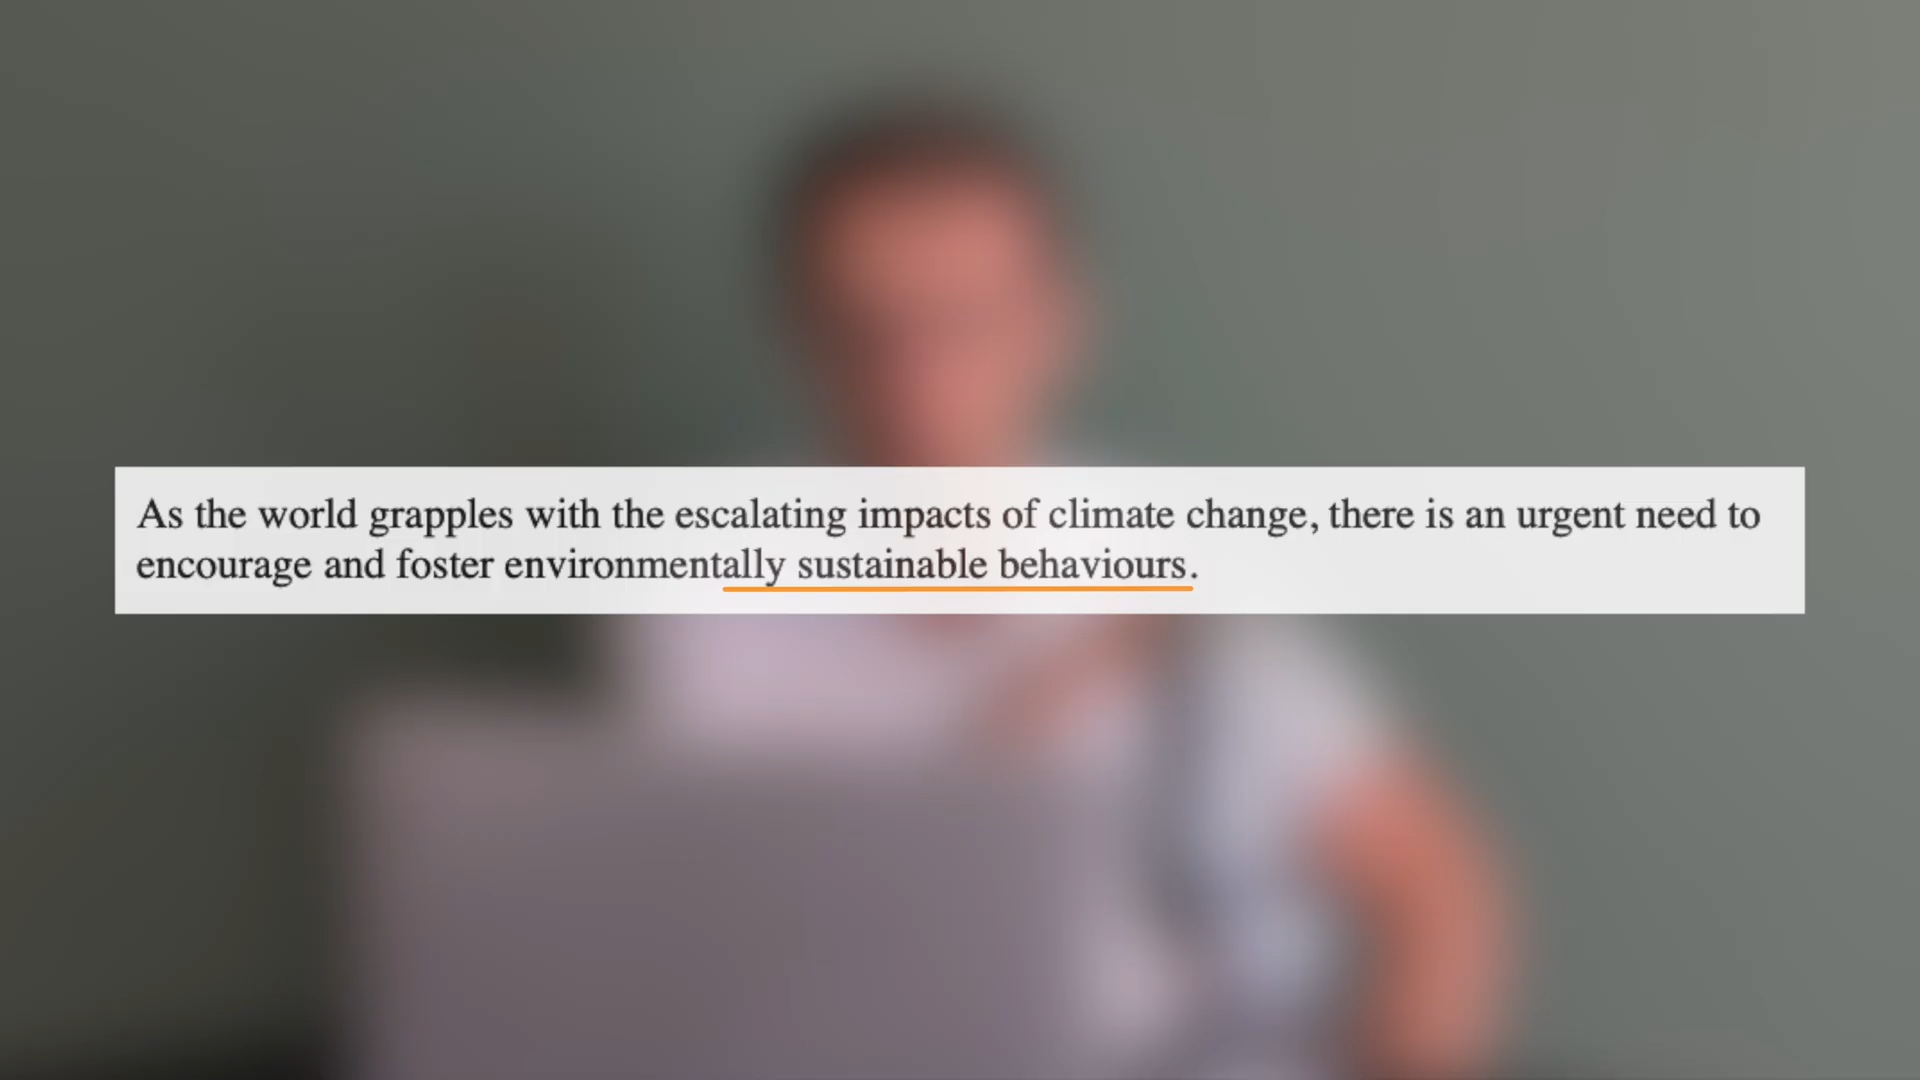 As the world grapples with the escalating impacts of climate change, there is an urgent need to
encourage and foster environmentally sustainable behaviours.